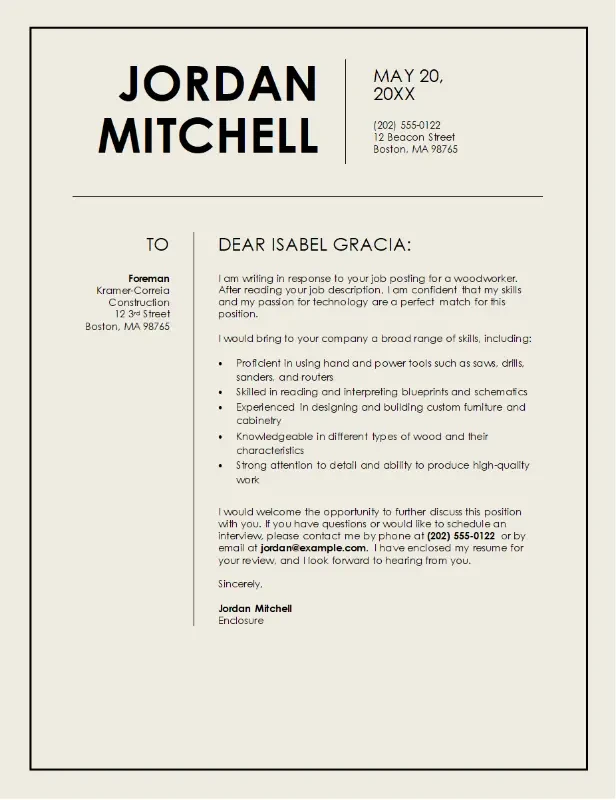 JORDAN
MITCHELL
MAY 20,
20XX
(202) 555-0122
12 Beacon Street
Boston, MA 98765
TO
Foreman
Kramer-Correia
Construction
12 3rd Street
Boston, MA 98765
DEAR ISABEL GRACIA:
I am writing in response to your job posting for a woodworker.
After reading your job description, I am confident that my skills
and my passion for technology are a perfect match for this
position.
I would bring to your company a broad range of skills, including:
• Proficient in using hand and power tools such as saws, drills,
sanders, and routers
• Skilled in reading and interpreting blueprints and schematics
• Experienced in designing and building custom furniture and
cabinetry
• Knowledgeable in different types of wood and their
characteristics
• Strong attention to detail and ability to produce high-quality
work
I would welcome the opportunity to further discuss this position
with you. If you have questions or would like to schedule an
interview, please contact me by phone at (202) 555-0122 or by
email at jordan@example.com. I have enclosed my resume for
your review, and I look forward to hearing from you.
Sincerely,
Jordan Mitchell
Enclosure